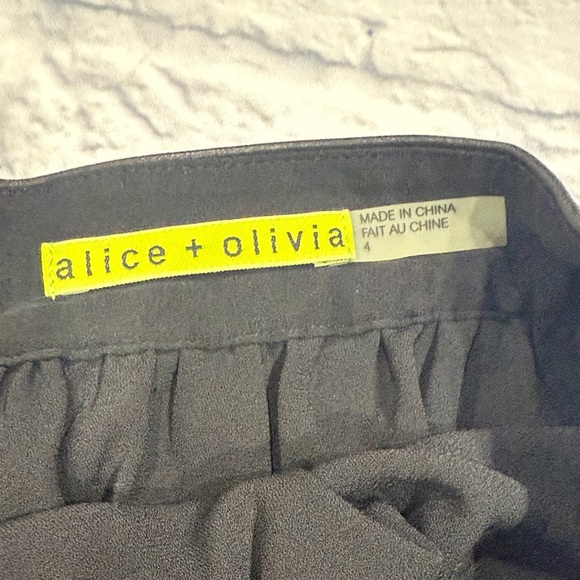 alice + olivia
MADE IN CHINA
FAIT AU CHINE
4